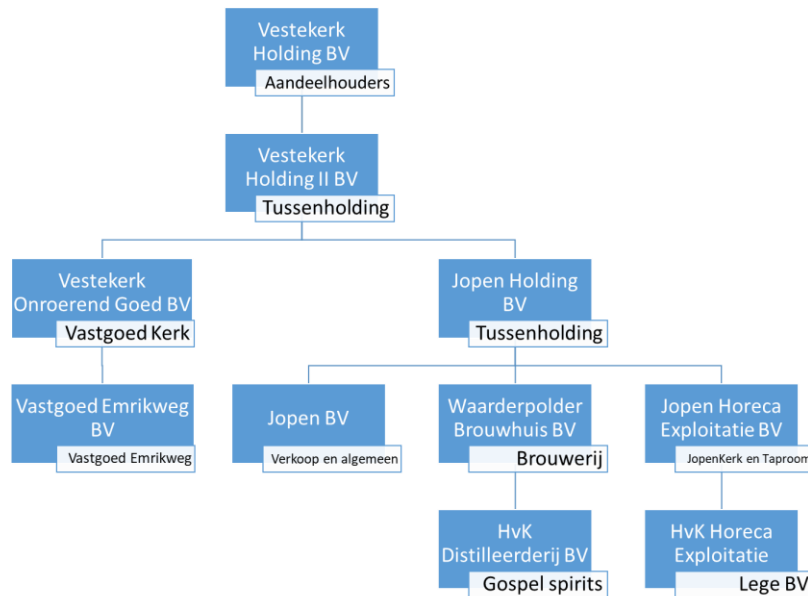 Vestekerk
Holding BV
Aandeelhouders
Vestekerk
Holding II BV
Tussenholding
Vestekerk
Onroerend Goed BV
Vastgoed Kerk
Jopen Holding
BV
Tussenholding
Vastgoed Emrikweg
BV
Vastgoed Emrikweg
Jopen BV
Verkoop en algemeen
Waarderpolder
Brouwhuis BV
Brouwerij
Jopen Horeca
Exploitatie BV
JopenKerk en Taproom
HvK
Distilleerderij BV
Gospel spirits
HvK Horeca
Exploitatie
Lege BV